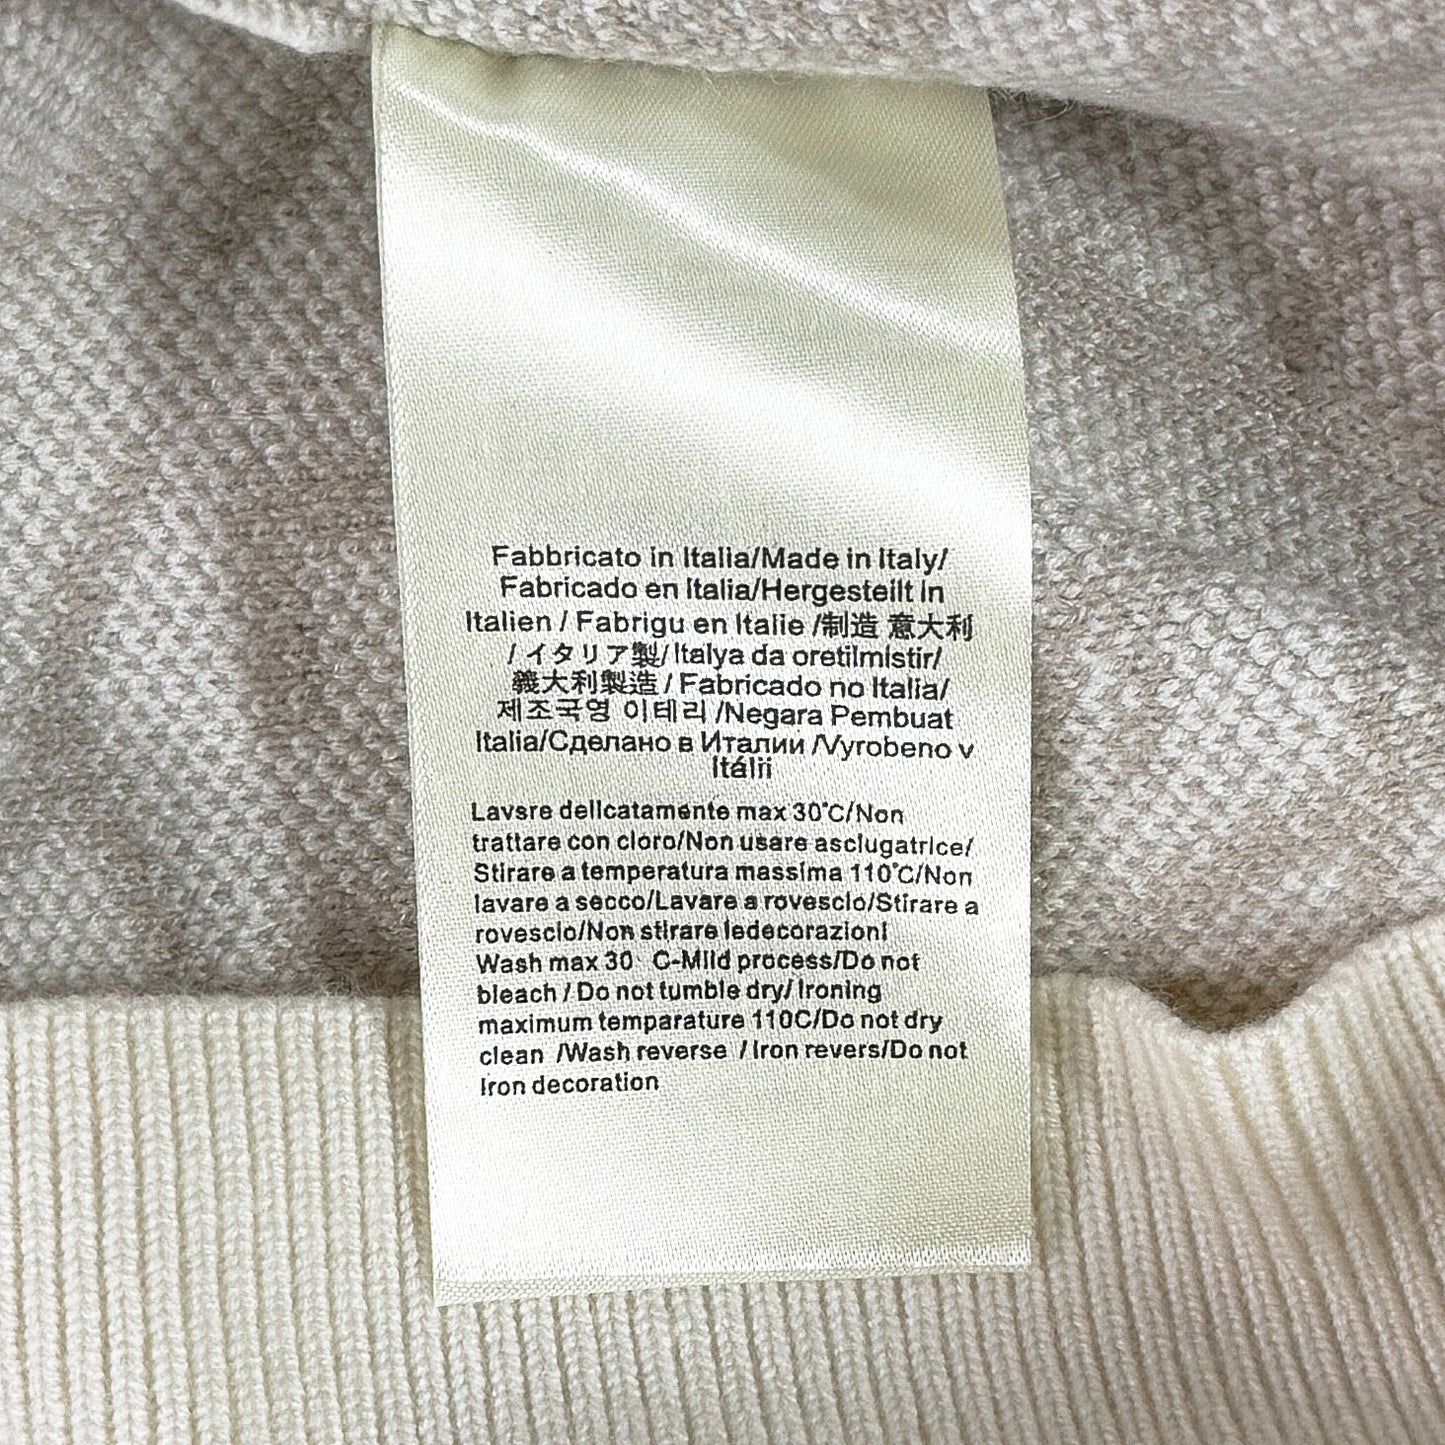 Fabbricato in Italia/Made in Italy/
Fabricado en Italia/Hergesteilt in
Italien / Fabrigu en Italie /制造 意大利
/ イタリア製/ Italya da oretilmistir/
義大利製造 / Fabricado no Italia/
제조국영 이테리 /Negara Pembuat
Italia/Сделано в Италии /Vyrobeno v
Itálii
Lavsre delicatamente max 30°C/Non
trattare con cloro/Non usare asciugatrice/
Stirare a temperatura massima 110°C/Non
lavare a secco/Lavare a rovescio/Stirare a
rovescio/Non stirare ledecorazioni
Wash max 30 C-Mild process/Do not
bleach / Do not tumble dry/ Ironing
maximum temparature 110C/Do not dry
clean /Wash reverse / Iron revers/Do not
Iron decoration